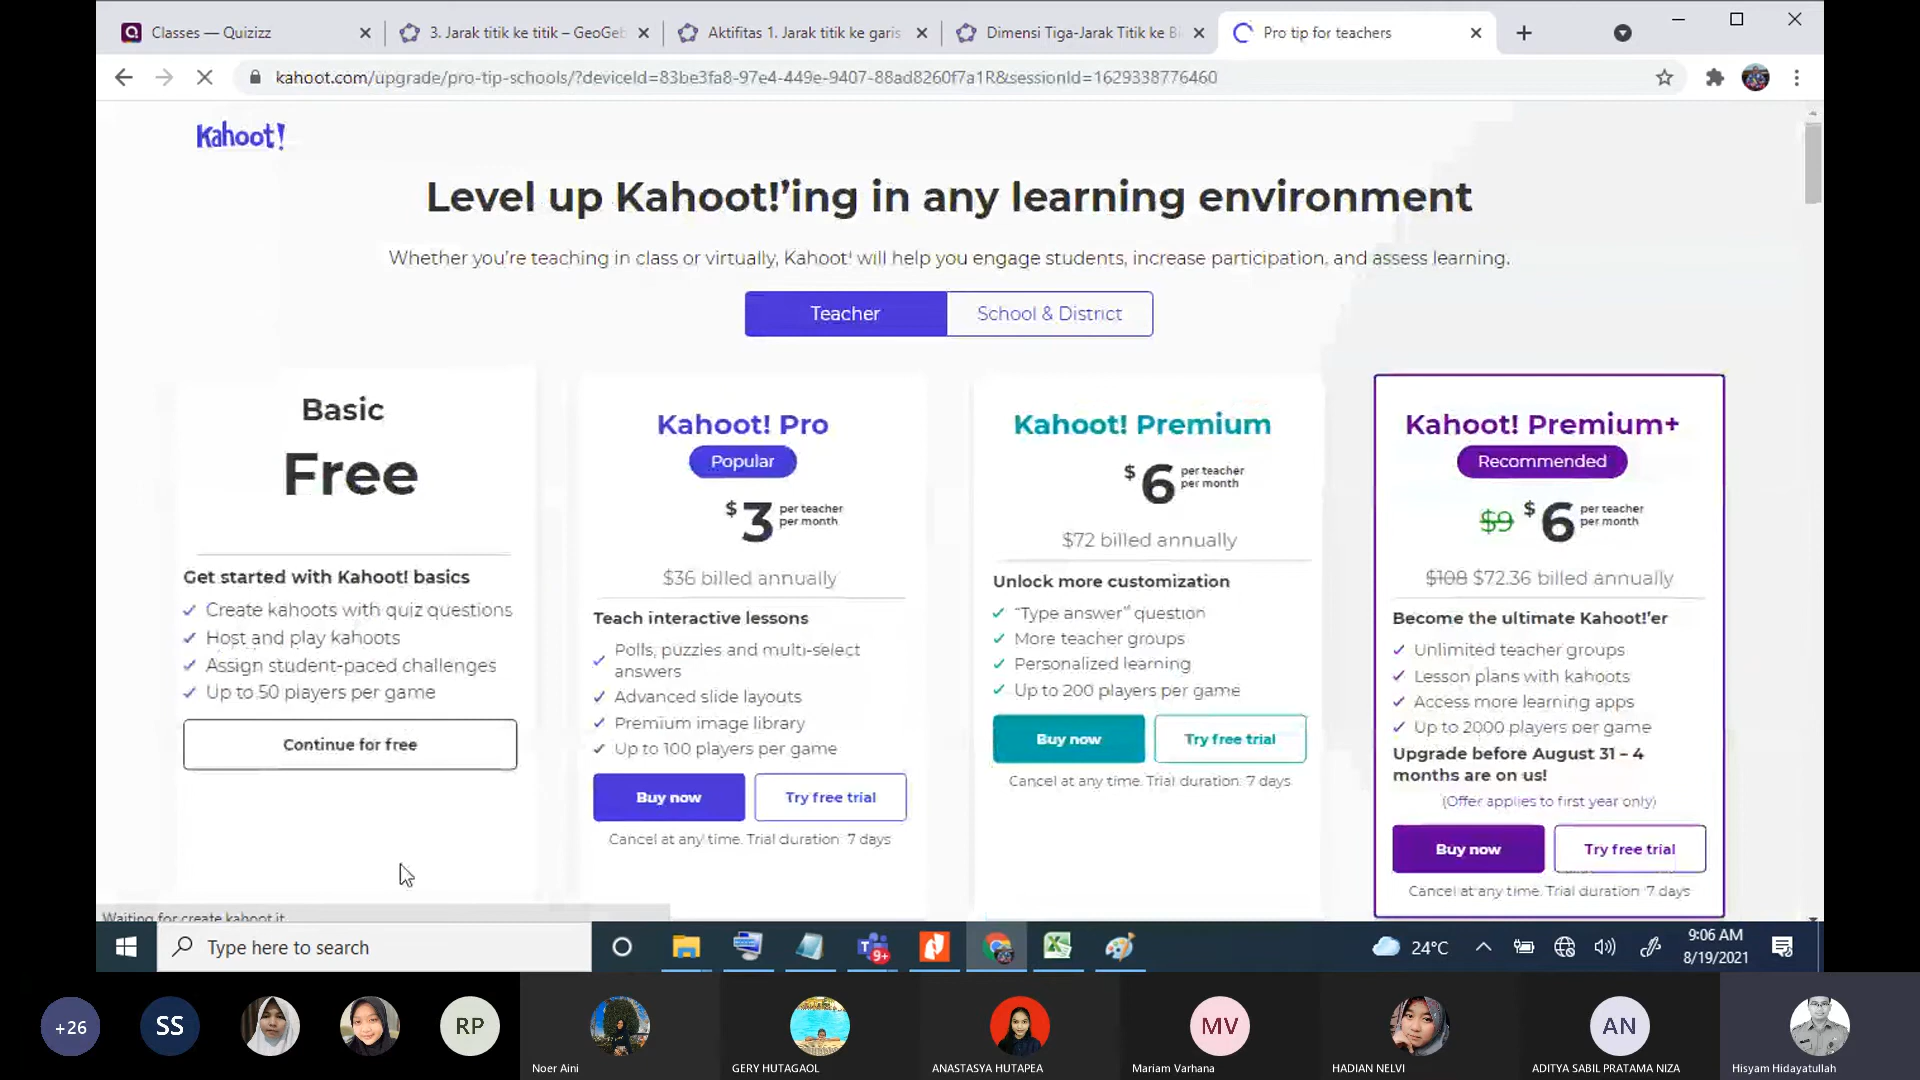 Classes — Quizizz
3. Jarak titik ke titik – GeoGeb
Aktifitas 1. Jarak titik ke garis
Dimensi Tiga-Jarak Titik ke Bi
Pro tip for teachers
kahoot.com/upgrade/pro-tip-schools/?deviceId=83be3fa8-97e4-449e-9407-88ad8260f7a1R&sessionId=1629338776460
Kahoot!
Level up Kahoot!'ing in any learning environment
Whether you're teaching in class or virtually, Kahoot! will help you engage students, increase participation, and assess learning.
Teacher
School & District
Basic
Free
Get started with Kahoot! basics
✓ Create kahoots with quiz questions
✓ Host and play kahoots
✓ Assign student-paced challenges
✓ Up to 50 players per game
Continue for free
Kahoot! Pro
Popular
$3 per teacher
per month
$36 billed annually
Teach interactive lessons
✓ Polls, puzzles and multi-select
answers
✓ Advanced slide layouts
✓ Premium image library
✓ Up to 100 players per game
Buy now
Try free trial
Cancel at any time. Trial duration: 7 days
Kahoot! Premium
$6 per teacher
per month
$72 billed annually
Unlock more customization
✓ "Type answer" question
✓ More teacher groups
✓ Personalized learning
✓ Up to 200 players per game
Buy now
Try free trial
Cancel at any time. Trial duration: 7 days
Kahoot! Premium+
Recommended
$9 $6 per teacher
per month
$108 $72.36 billed annually
Become the ultimate Kahoot!'er
✓ Unlimited teacher groups
✓ Lesson plans with kahoots
✓ Access more learning apps
✓ Up to 2000 players per game
Upgrade before August 31 – 4
months are on us!
(Offer applies to first year only)
Buy now
Try free trial
Cancel at any time. Trial duration: 7 days
Waiting for create.kahoot.it
Type here to search
9+
24°C
9:06 AM
8/19/2021
+26
SS
RP
MV
AN
Noer Aini
GERY HUTAGAOL
ANASTASYA HUTAPEA
Mariam Varhana
HADIAN NELVI
ADITYA SABIL PRATAMA NIZA
Hisyam Hidayatullah